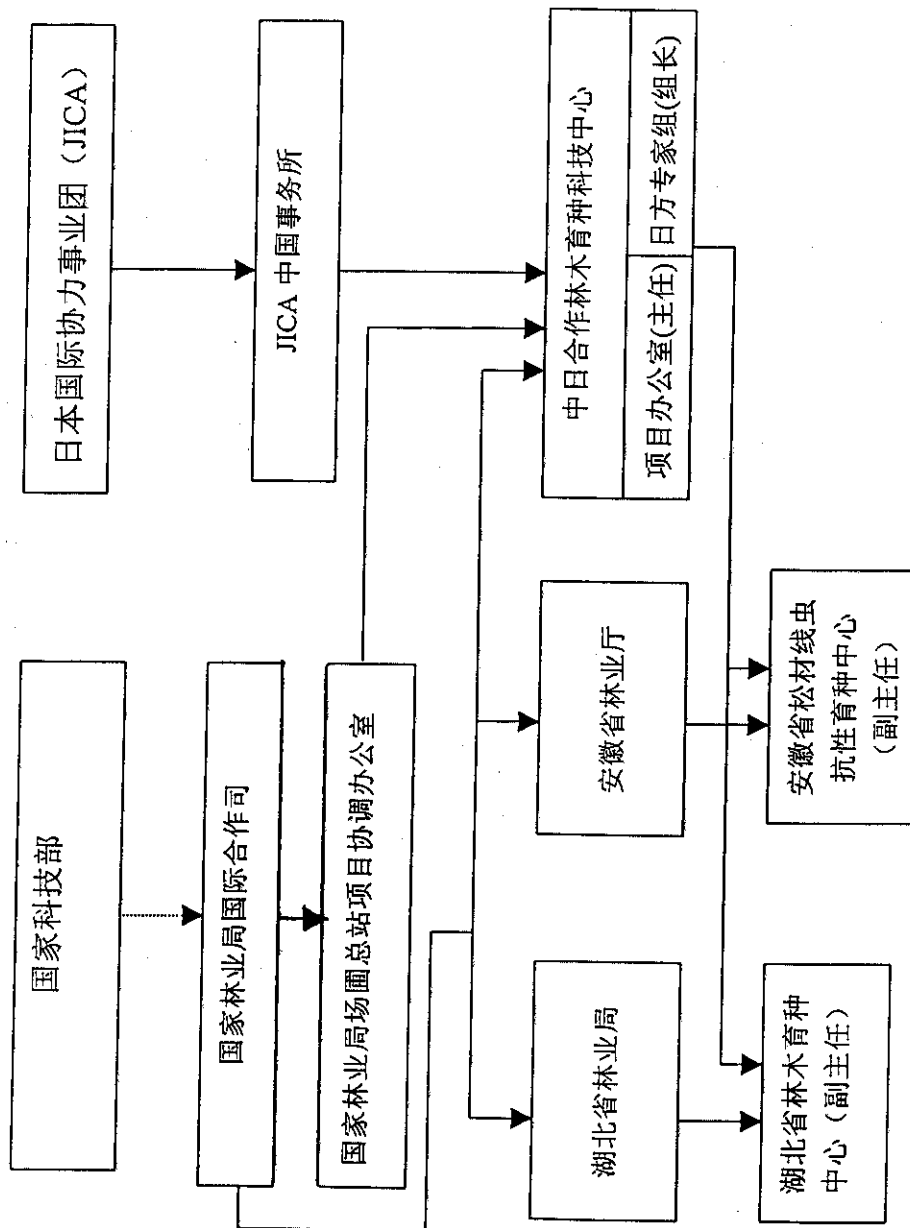 国家科技部
日本国际协力事业团（JICA）
国家林业局国际合作司
JICA 中国事务所
国家林业局场圃总站项目协调办公室
湖北省林业局
安徽省林业厅
中日合作林木育种科技中心
项目办公室(主任)
日方专家组(组长)
湖北省林木育种
中心（副主任）
安徽省松材线虫
抗性育种中心
（副主任）